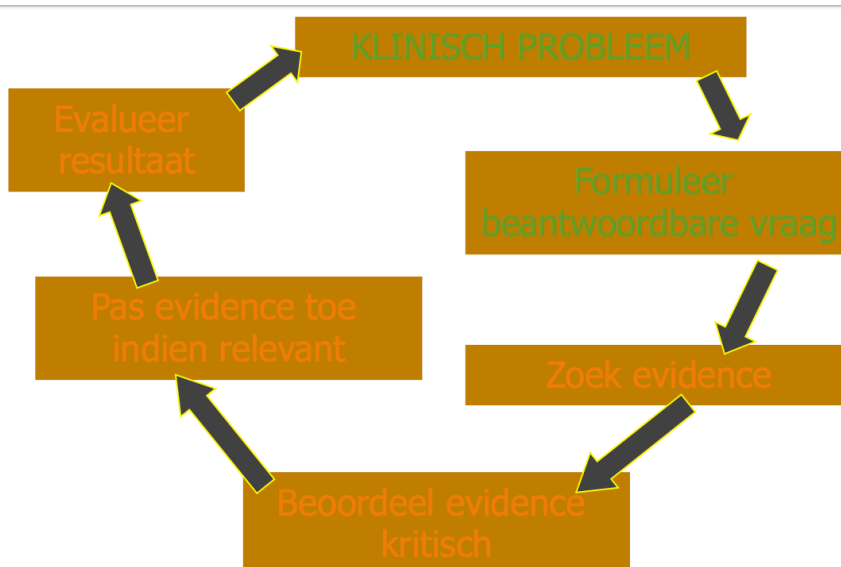 KLINISCH PROBLEEM
Formuleer
beantwoordbare vraag
Zoek evidence
Beoordeel evidence
kritisch
Pas evidence toe
indien relevant
Evalueer
resultaat